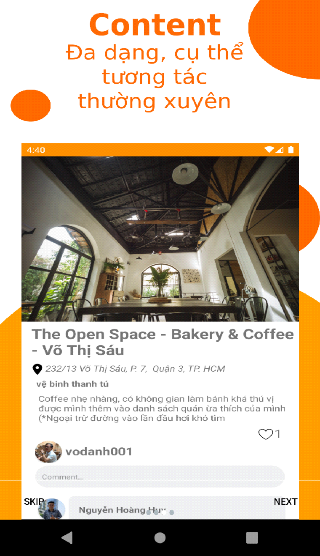 Content
Đa dạng, cụ thể
tương tác
thường xuyên
4:40
The Open Space - Bakery & Coffee
- Võ Thị Sáu
232/13 Võ Thị Sáu, P. 7, Quận 3, TP. HCM
vệ binh thanh tú
Coffee nhẹ nhàng, có không gian làm bánh khá thú vị
được mình thêm vào danh sách quán ưa thích của mình
(*Ngoại trừ đường vào lần đầu hơi khó tìm
1
vodanh001
Comment...
SKIP
NEXT
Nguyễn Hoàng Huy